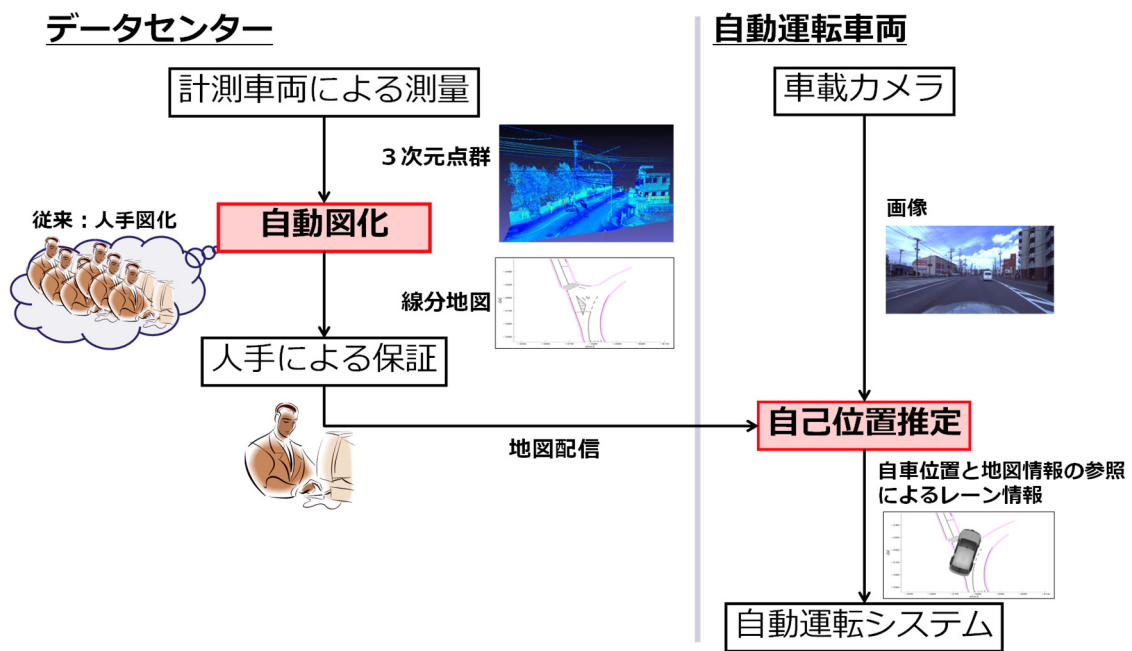 データセンター
計測車両による測量
３次元点群
従来：人手図化
自動図化
線分地図
人手による保証
地図配信
自動運転車両
車載カメラ
画像
自己位置推定
自車位置と地図情報の参照
によるレーン情報
自動運転システム